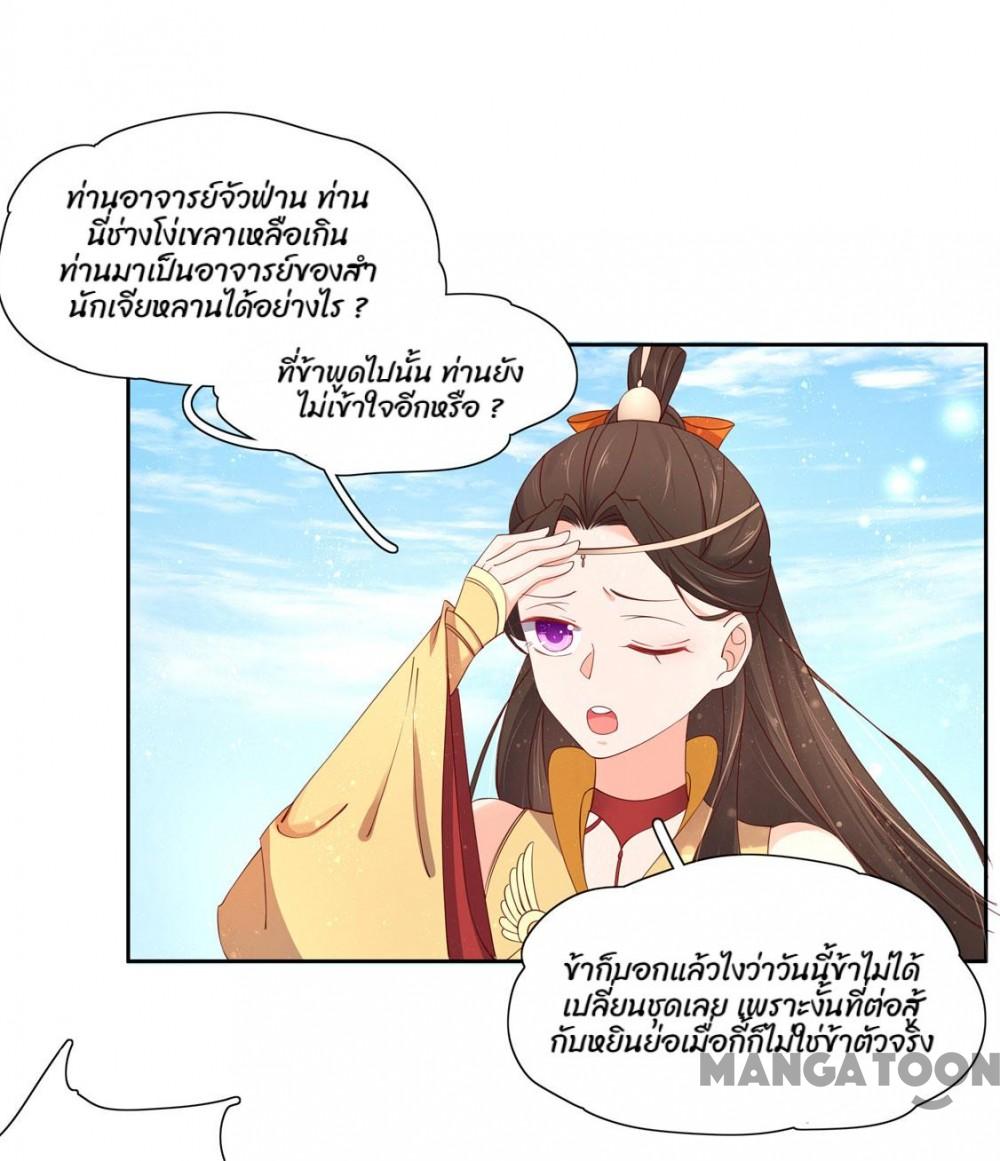 ท่านอาจารย์จัวฟ่าน ท่าน
นี่ช่างโง่เขลาเหลือเกิน
ท่านมาเป็นอาจารย์ของสำ
นักเจียหลานได้อย่างไร ?
ที่ข้าพูดไปนั้น ท่านยัง
ไม่เข้าใจอีกหรือ ?
ข้าก็บอกแล้วไงว่าวันนี้ข้าไม่ได้
เปลี่ยนชุดเลย เพราะงั้นที่ต่อสู้
กับหยินย่อเมื่อกี้ก็ไม่ใช่ข้าตัวจริง
MANGATOON